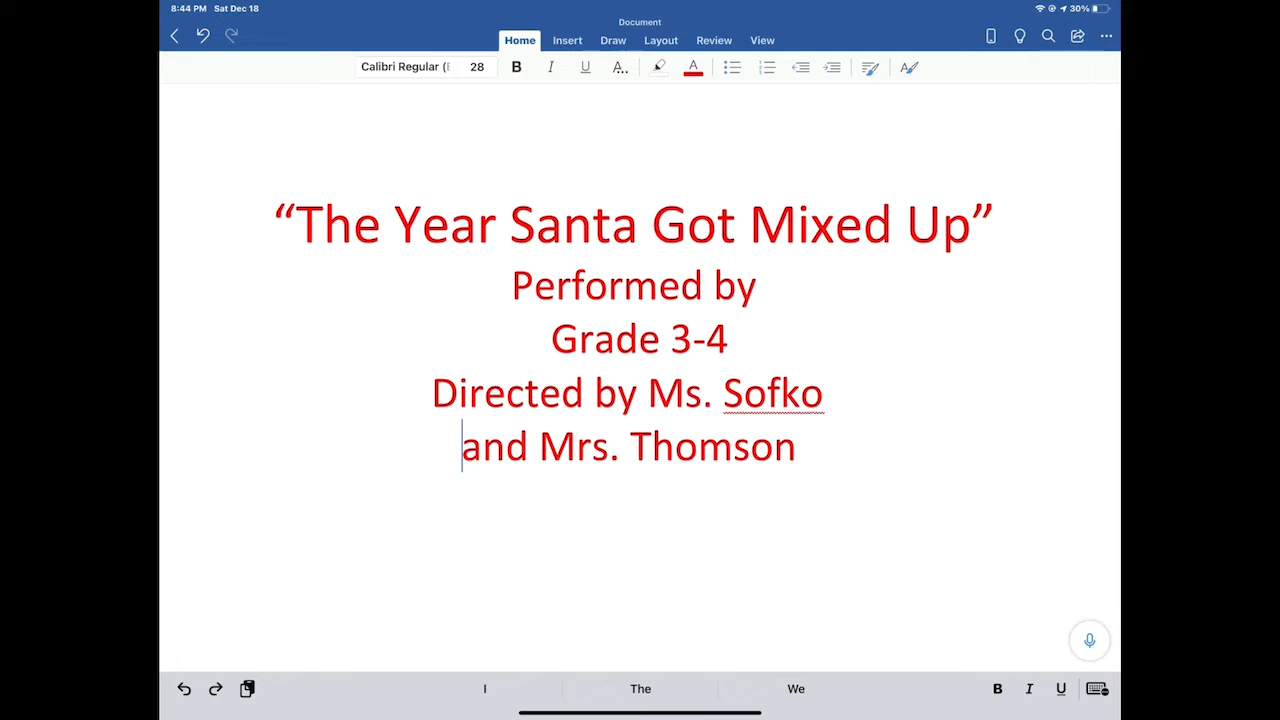 8:44 PM Sat Dec 18
30%
Document
Home Insert Draw Layout Review View
Calibri Regular ( 28 B I U A.. A
“The Year Santa Got Mixed Up”
Performed by
Grade 3-4
Directed by Ms. Sofko
and Mrs. Thomson
I The We
B I U